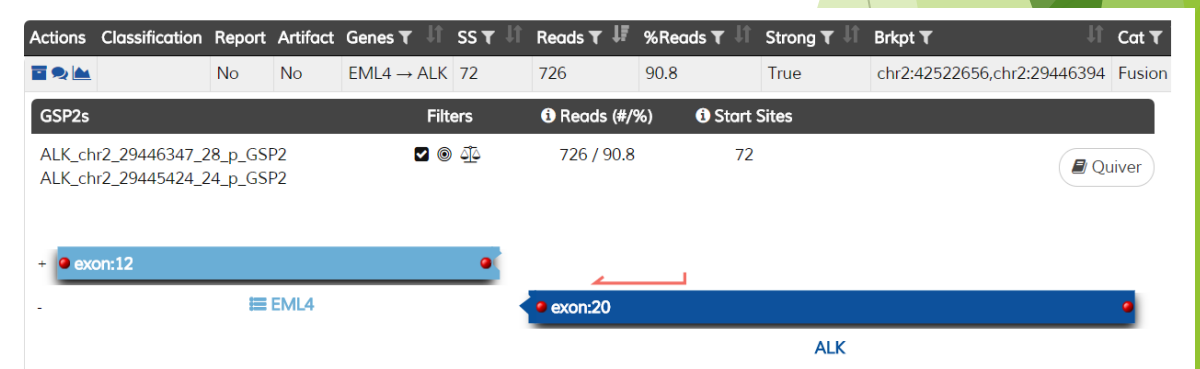 Actions Classification Report Artifact Genes SS Reads %Reads Strong Brkpt Cat
No No EML4 → ALK 72 726 90.8 True chr2:42522656,chr2:29446394 Fusion
GSP2s Filters Reads (#/%) Start Sites
ALK_chr2_29446347_28_p_GSP2 726 / 90.8 72
ALK_chr2_29445424_24_p_GSP2
Quiver
+ exon:12
- EML4 exon:20
ALK